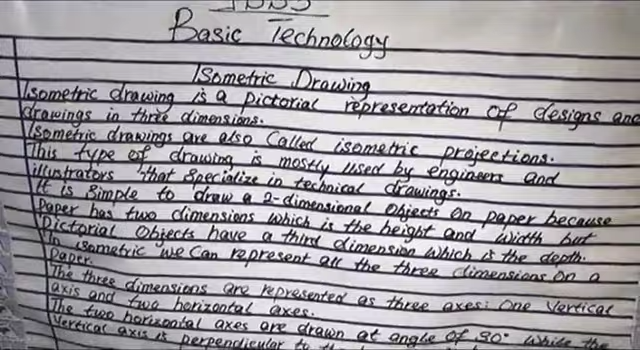 JSS3
Basic Technology
Isometric Drawing
Isometric drawing is a pictorial representation of designs and
drawings in three dimensions.
Isometric drawings are also Called isometric projections.
This type of drawing is mostly used by engineers and
illustrators that specialize in technical drawings.
It is simple to draw a 2-dimensional Objects on paper because
Paper has two dimensions which is the height and width but
Pictorial Objects have a third dimension which is the depth.
In isometric we Can represent all the three dimensions on a
Paper.
The three dimensions are represented as three axes: One Vertical
axis and two horizontal axes.
The two horizontal axes are drawn at angle of 30° while the
Vertical axis is perpendicular to the